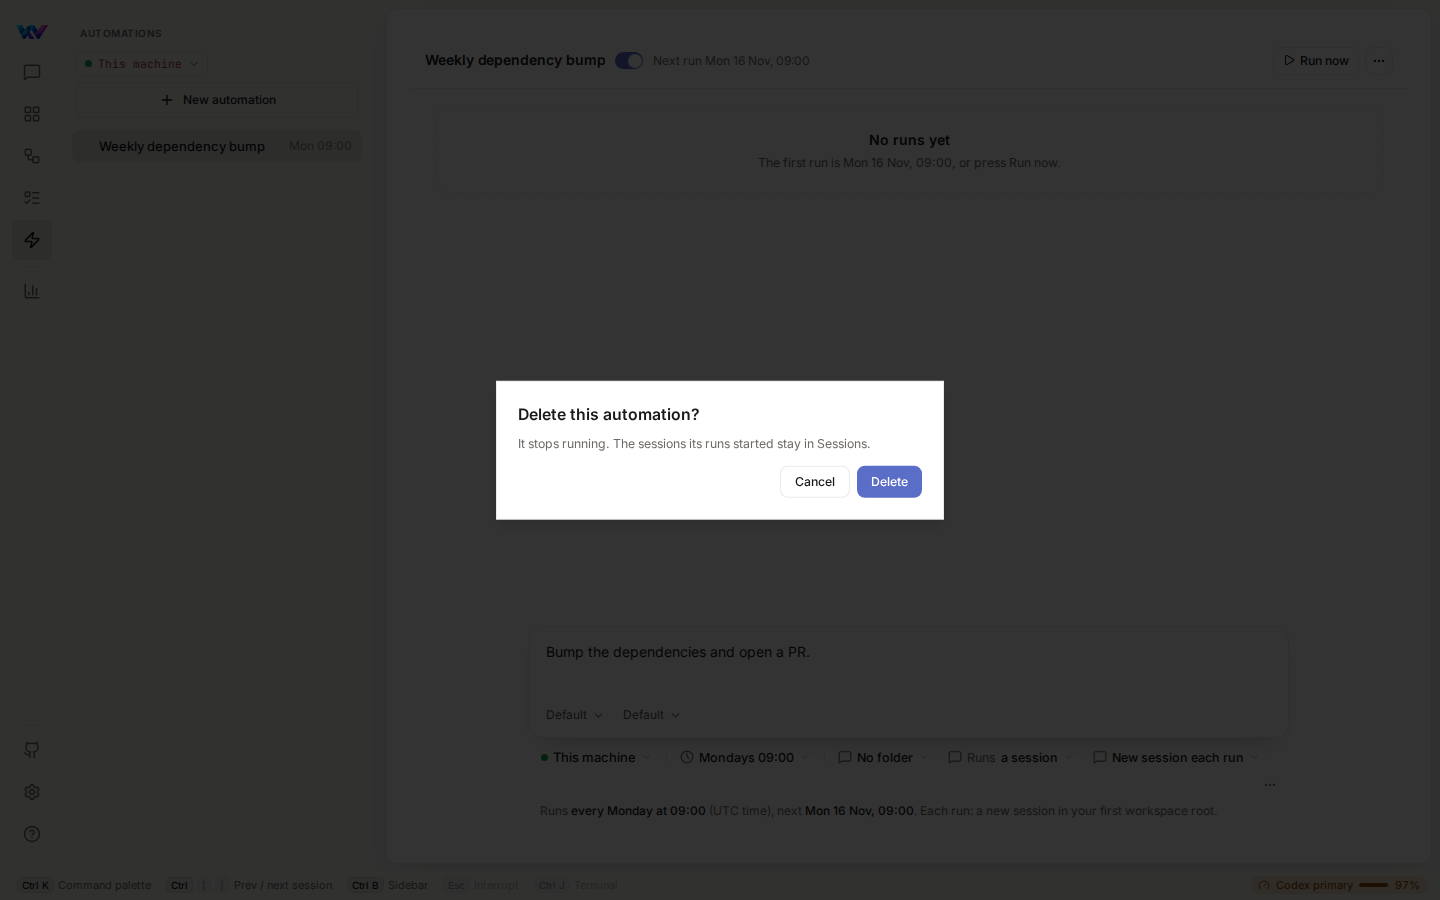 AUTOMATIONS
This machine
New automation
Weekly dependency bump Mon 09:00
Weekly dependency bump Next run Mon 16 Nov, 09:00 Run now
No runs yet
The first run is Mon 16 Nov, 09:00, or press Run now.
Delete this automation?
It stops running. The sessions its runs started stay in Sessions.
Cancel Delete
Bump the dependencies and open a PR.
Default Default
This machine Mondays 09:00 No folder Runs a session New session each run
Runs every Monday at 09:00 (UTC time), next Mon 16 Nov, 09:00. Each run: a new session in your first workspace root.
Ctrl K Command palette Ctrl [ ] Prev / next session Ctrl B Sidebar Esc Interrupt Ctrl J Terminal Codex primary 97%